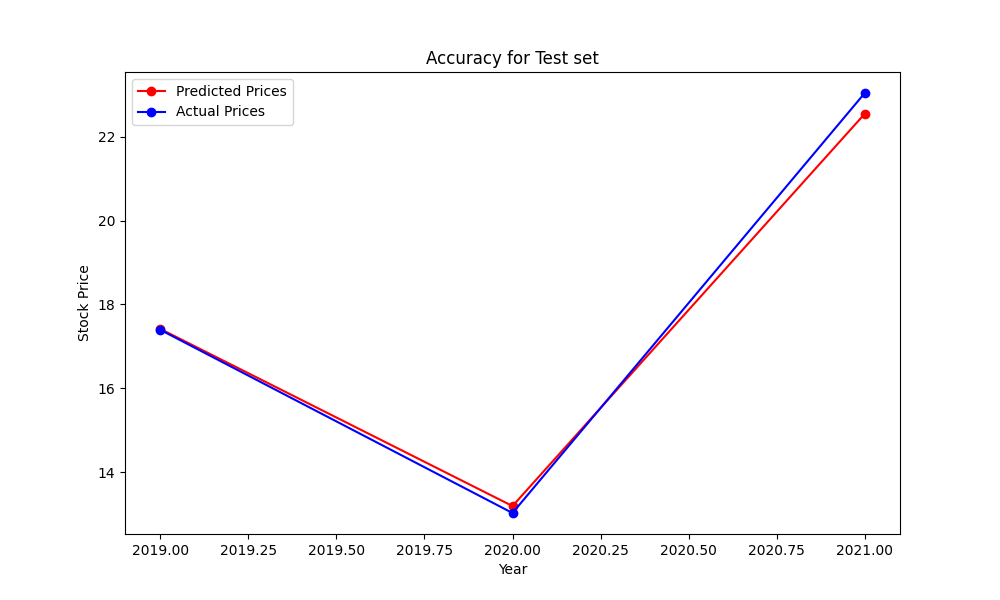 Accuracy for Test set
Predicted Prices
Actual Prices
22
20
18
16
14
Stock Price
2019.00 2019.25 2019.50 2019.75 2020.00 2020.25 2020.50 2020.75 2021.00
Year